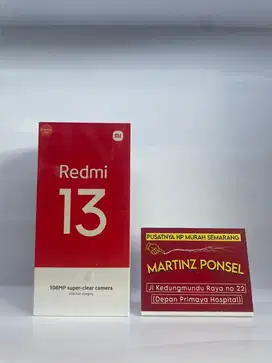 Redmi
13
108MP super-clear camera
PUSATNYA HP MURAH SEMARANG
MARTINZ PONSEL
Jl Kedungmundu Raya no 22
(Depan Primaya Hospital)